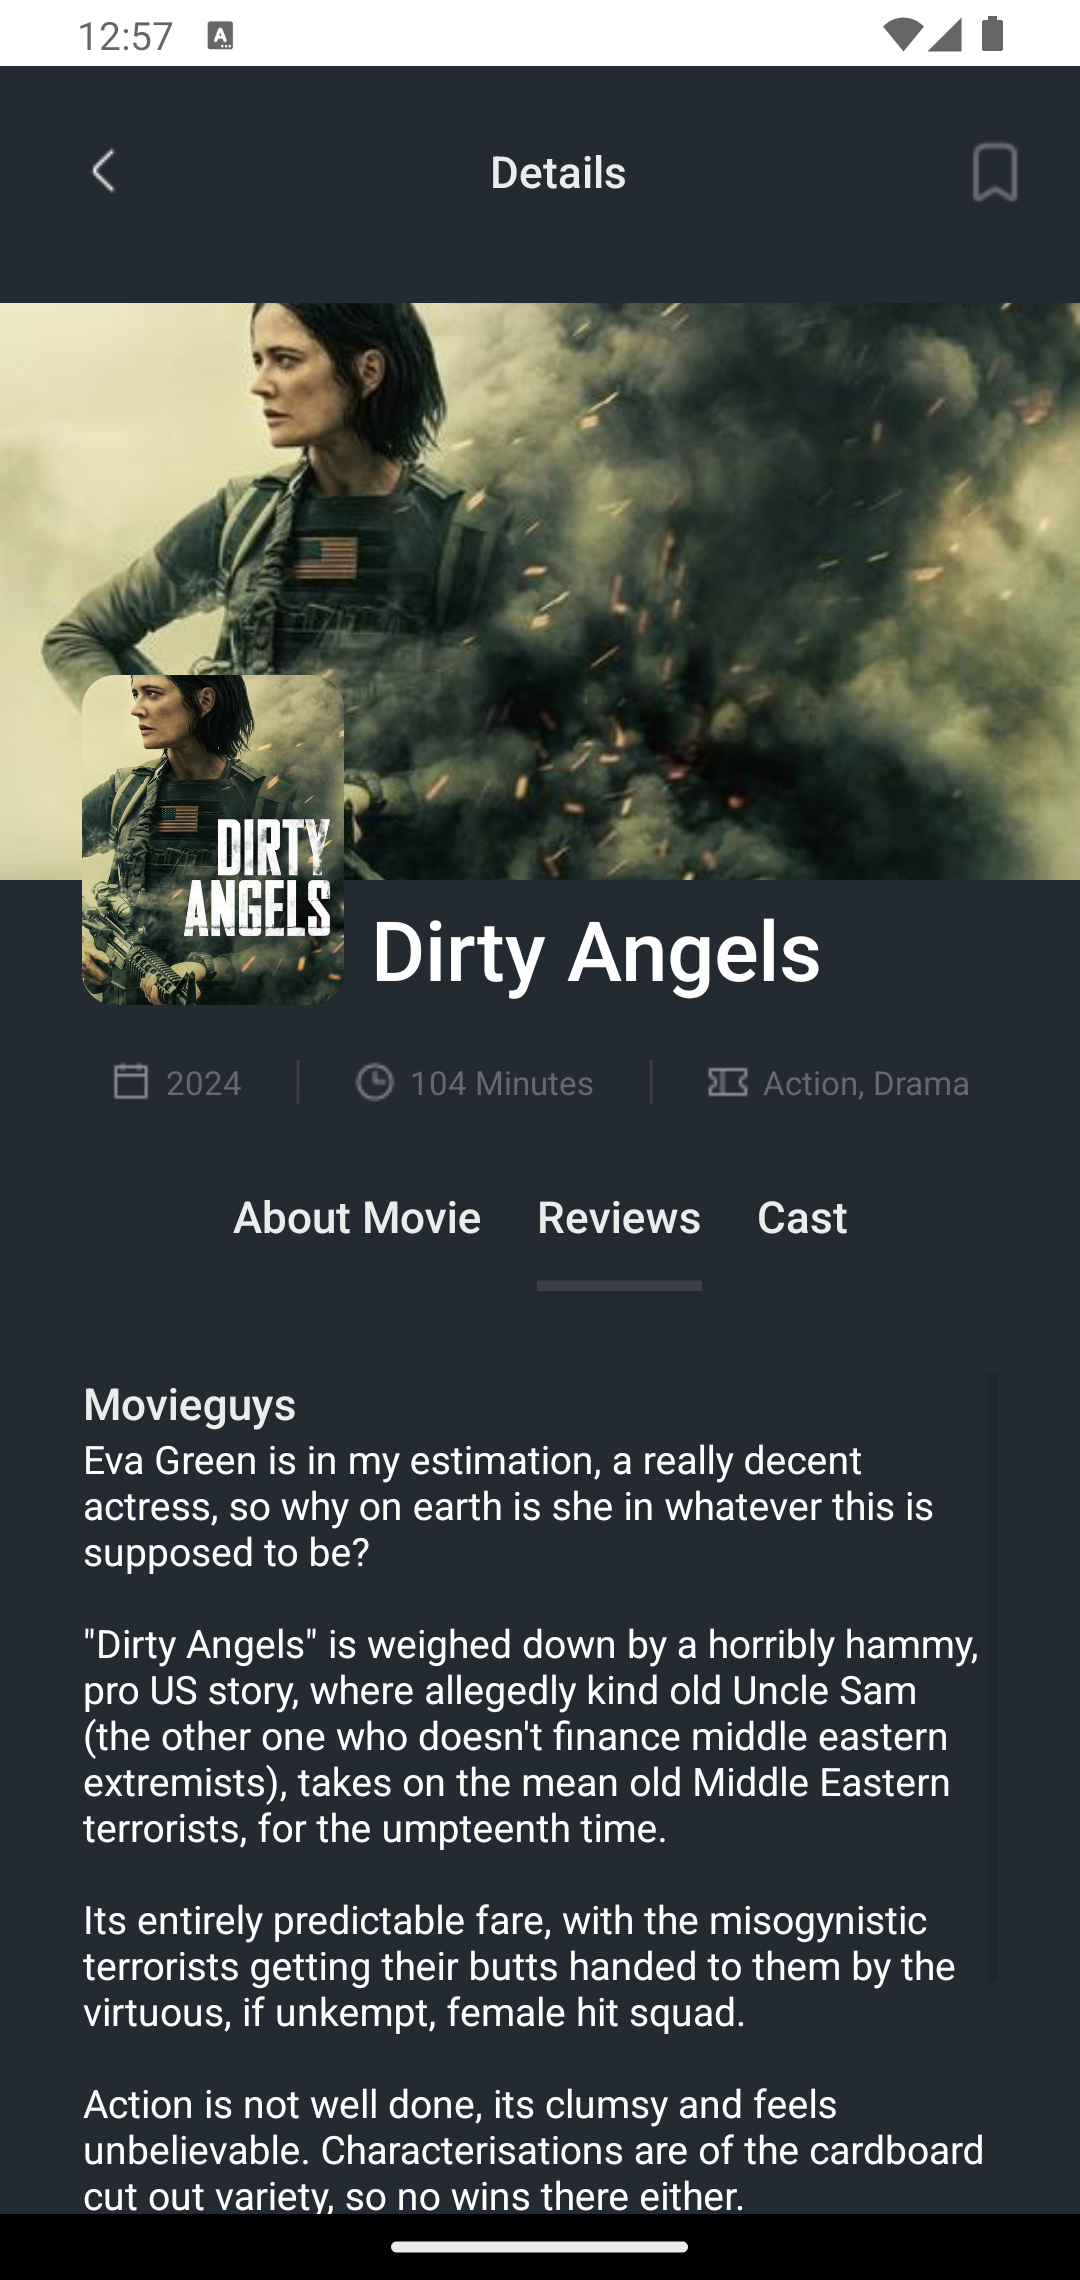 12:57
Details
DIRTY
ANGELS
Dirty Angels
2024
104 Minutes
Action, Drama
About Movie
Reviews
Cast
Movieguys
Eva Green is in my estimation, a really decent
actress, so why on earth is she in whatever this is
supposed to be?
"Dirty Angels" is weighed down by a horribly hammy,
pro US story, where allegedly kind old Uncle Sam
(the other one who doesn't finance middle eastern
extremists), takes on the mean old Middle Eastern
terrorists, for the umpteenth time.
Its entirely predictable fare, with the misogynistic
terrorists getting their butts handed to them by the
virtuous, if unkempt, female hit squad.
Action is not well done, its clumsy and feels
unbelievable. Characterisations are of the cardboard
cut out variety, so no wins there either.